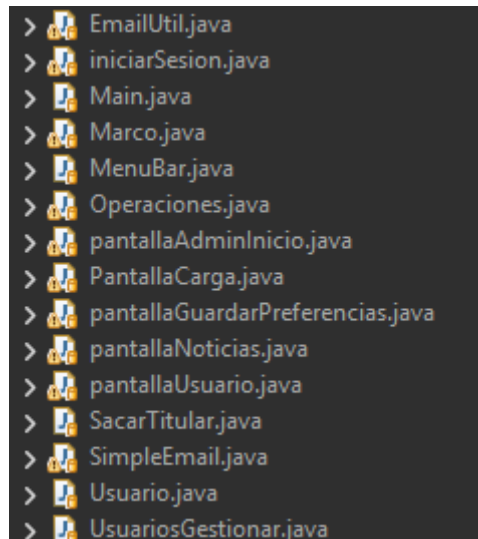 EmailUtil.java
iniciarSesion.java
Main.java
Marco.java
MenuBar.java
Operaciones.java
pantallaAdminInicio.java
PantallaCarga.java
pantallaGuardarPreferencias.java
pantallaNoticias.java
pantallaUsuario.java
SacarTitular.java
SimpleEmail.java
Usuario.java
UsuariosGestionar.java